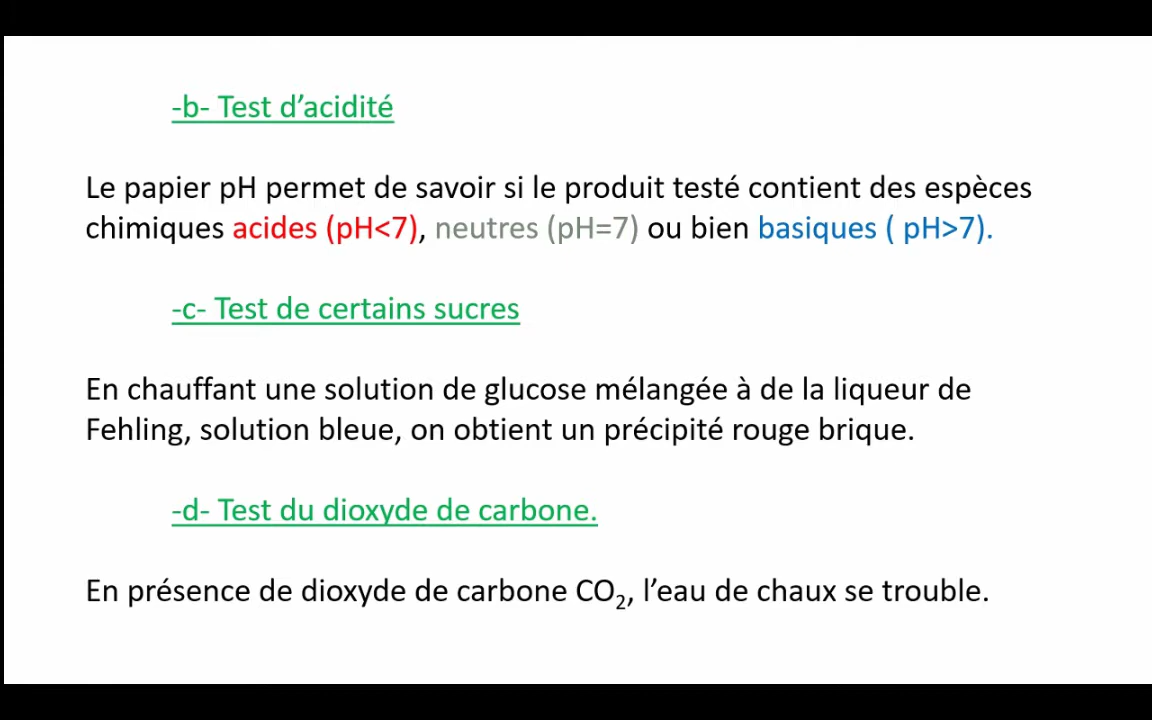 -b- Test d’acidité
Le papier pH permet de savoir si le produit testé contient des espèces
chimiques acides (pH<7), neutres (pH=7) ou bien basiques ( pH>7).
-c- Test de certains sucres
En chauffant une solution de glucose mélangée à de la liqueur de
Fehling, solution bleue, on obtient un précipité rouge brique.
-d- Test du dioxyde de carbone.
En présence de dioxyde de carbone CO₂, l’eau de chaux se trouble.